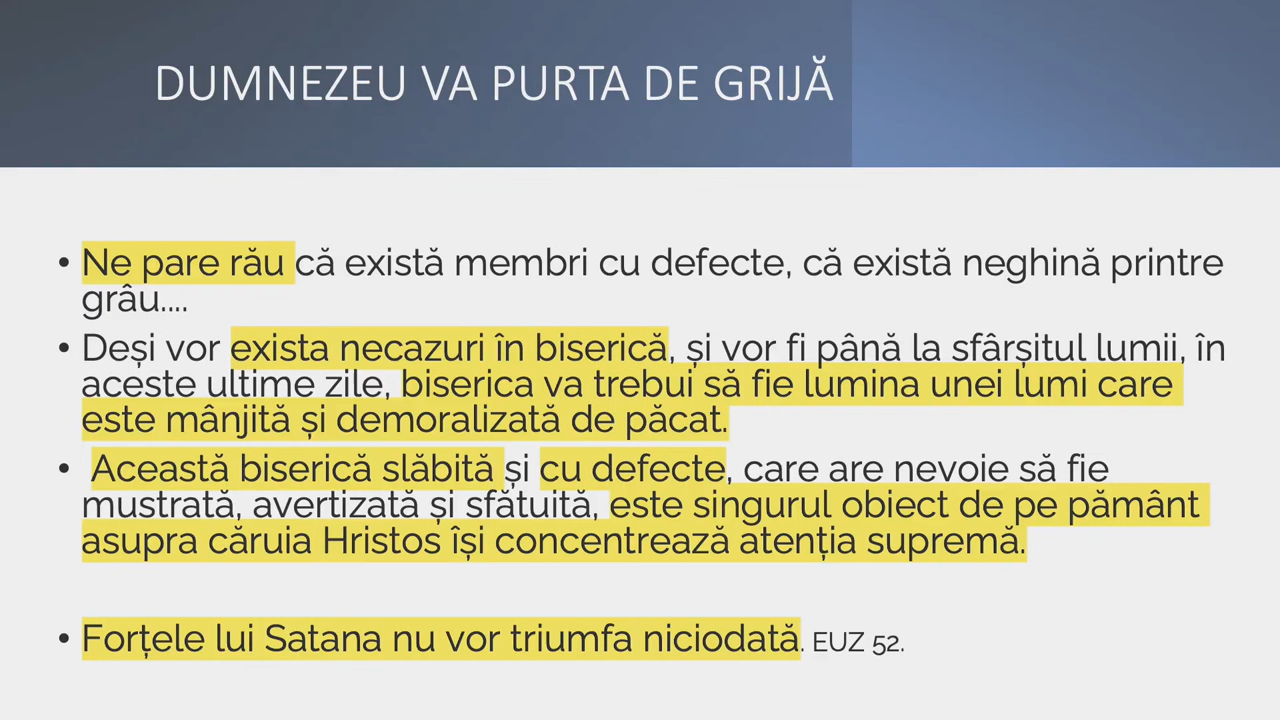 DUMNEZEU VA PURTA DE GRIJĂ
• Ne pare rău că există membri cu defecte, că există neghină printre
grâu....
• Deși vor exista necazuri în biserică, și vor fi până la sfârșitul lumii, în
aceste ultime zile, biserica va trebui să fie lumina unei lumi care
este mânjită și demoralizată de păcat.
• Această biserică slăbită și cu defecte, care are nevoie să fie
mustrată, avertizată și sfătuită, este singurul obiect de pe pământ
asupra căruia Hristos își concentrează atenția supremă.
• Forțele lui Satana nu vor triumfa niciodată. EUZ 52.